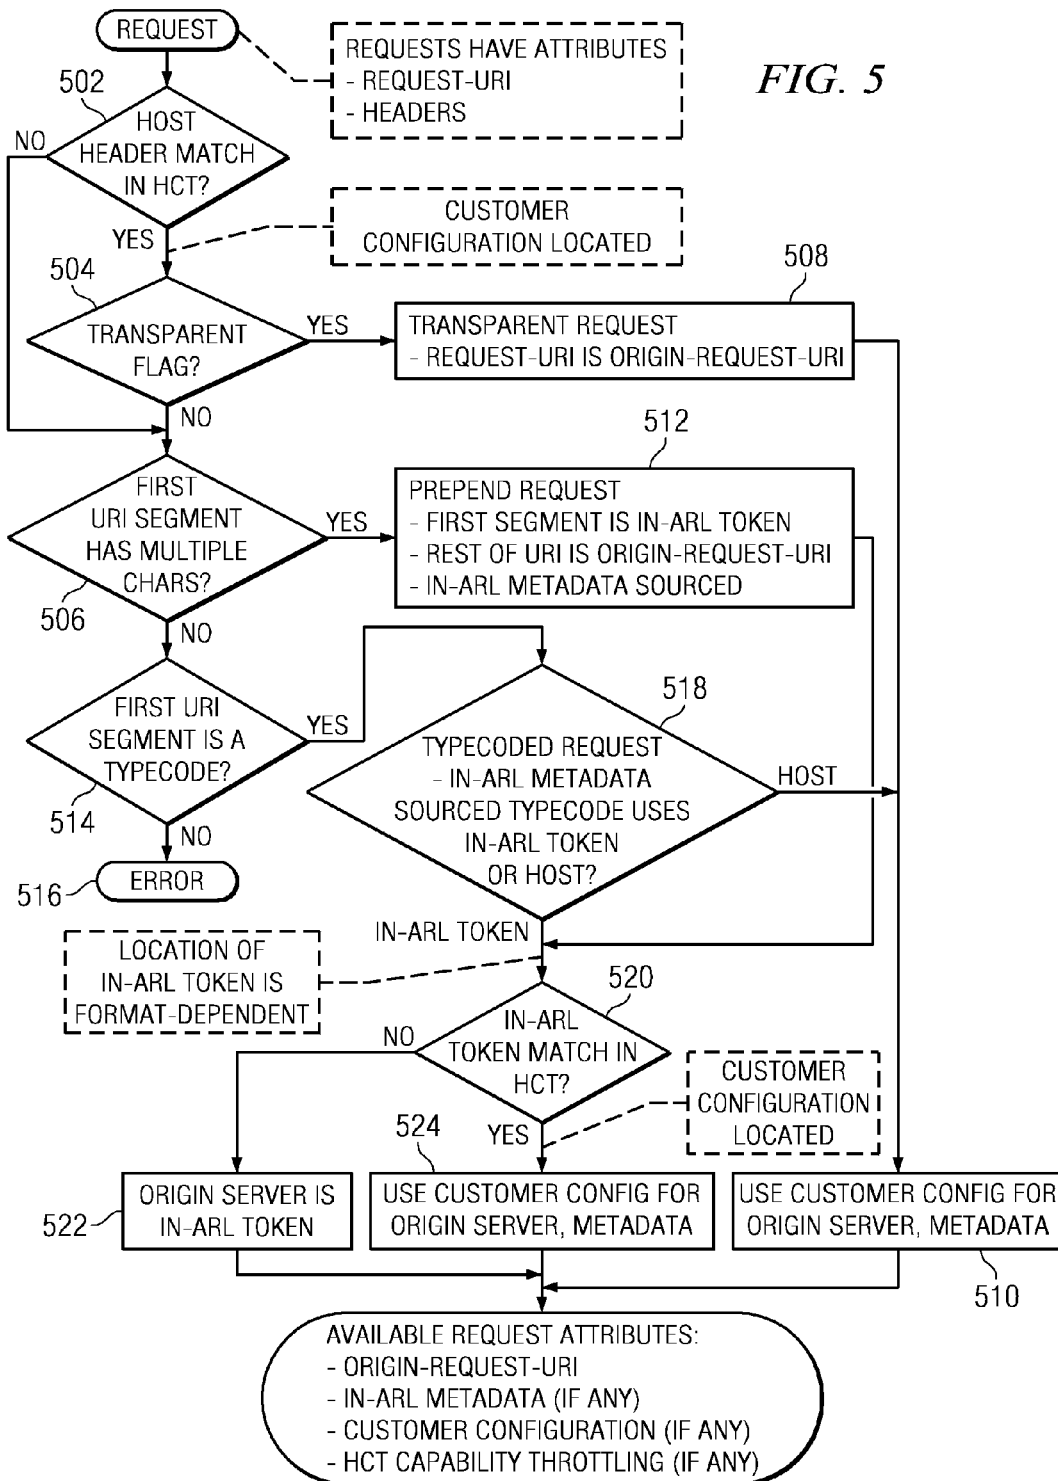 REQUEST
REQUESTS HAVE ATTRIBUTES
- REQUEST-URI
- HEADERS
FIG. 5
502
HOST
HEADER MATCH
IN HCT?
NO
YES
CUSTOMER
CONFIGURATION LOCATED
504
TRANSPARENT
FLAG?
YES
NO
508
TRANSPARENT REQUEST
- REQUEST-URI IS ORIGIN-REQUEST-URI
512
FIRST
URI SEGMENT
HAS MULTIPLE
CHARS?
506
YES
NO
PREPEND REQUEST
- FIRST SEGMENT IS IN-ARL TOKEN
- REST OF URI IS ORIGIN-REQUEST-URI
- IN-ARL METADATA SOURCED
FIRST URI
SEGMENT IS A
TYPECODE?
514
YES
NO
516
ERROR
518
TYPECODED REQUEST
- IN-ARL METADATA
SOURCED TYPECODE USES
IN-ARL TOKEN
OR HOST?
HOST
IN-ARL TOKEN
LOCATION OF
IN-ARL TOKEN IS
FORMAT-DEPENDENT
520
IN-ARL
TOKEN MATCH IN
HCT?
NO
YES
CUSTOMER
CONFIGURATION
LOCATED
524
522
ORIGIN SERVER IS
IN-ARL TOKEN
USE CUSTOMER CONFIG FOR
ORIGIN SERVER, METADATA
USE CUSTOMER CONFIG FOR
ORIGIN SERVER, METADATA
510
AVAILABLE REQUEST ATTRIBUTES:
- ORIGIN-REQUEST-URI
- IN-ARL METADATA (IF ANY)
- CUSTOMER CONFIGURATION (IF ANY)
- HCT CAPABILITY THROTTLING (IF ANY)